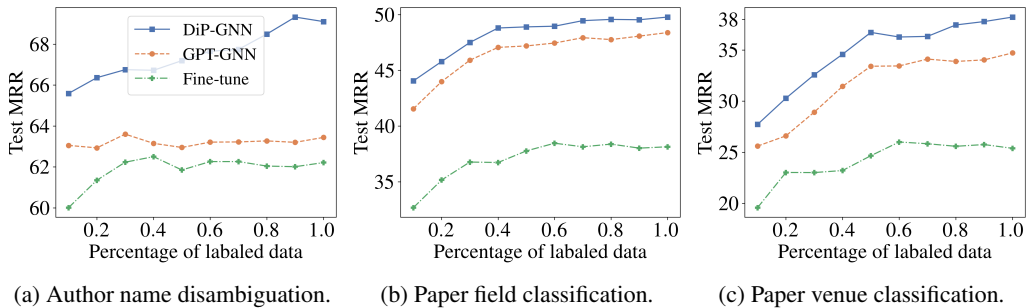 68
66
64
62
60
Test MRR
DiP-GNN
GPT-GNN
Fine-tune
0.2 0.4 0.6 0.8 1.0
Percentage of labaled data
(a) Author name disambiguation.
50
45
40
35
Test MRR
0.2 0.4 0.6 0.8 1.0
Percentage of labaled data
(b) Paper field classification.
38
35
30
25
20
Test MRR
0.2 0.4 0.6 0.8 1.0
Percentage of labaled data
(c) Paper venue classification.